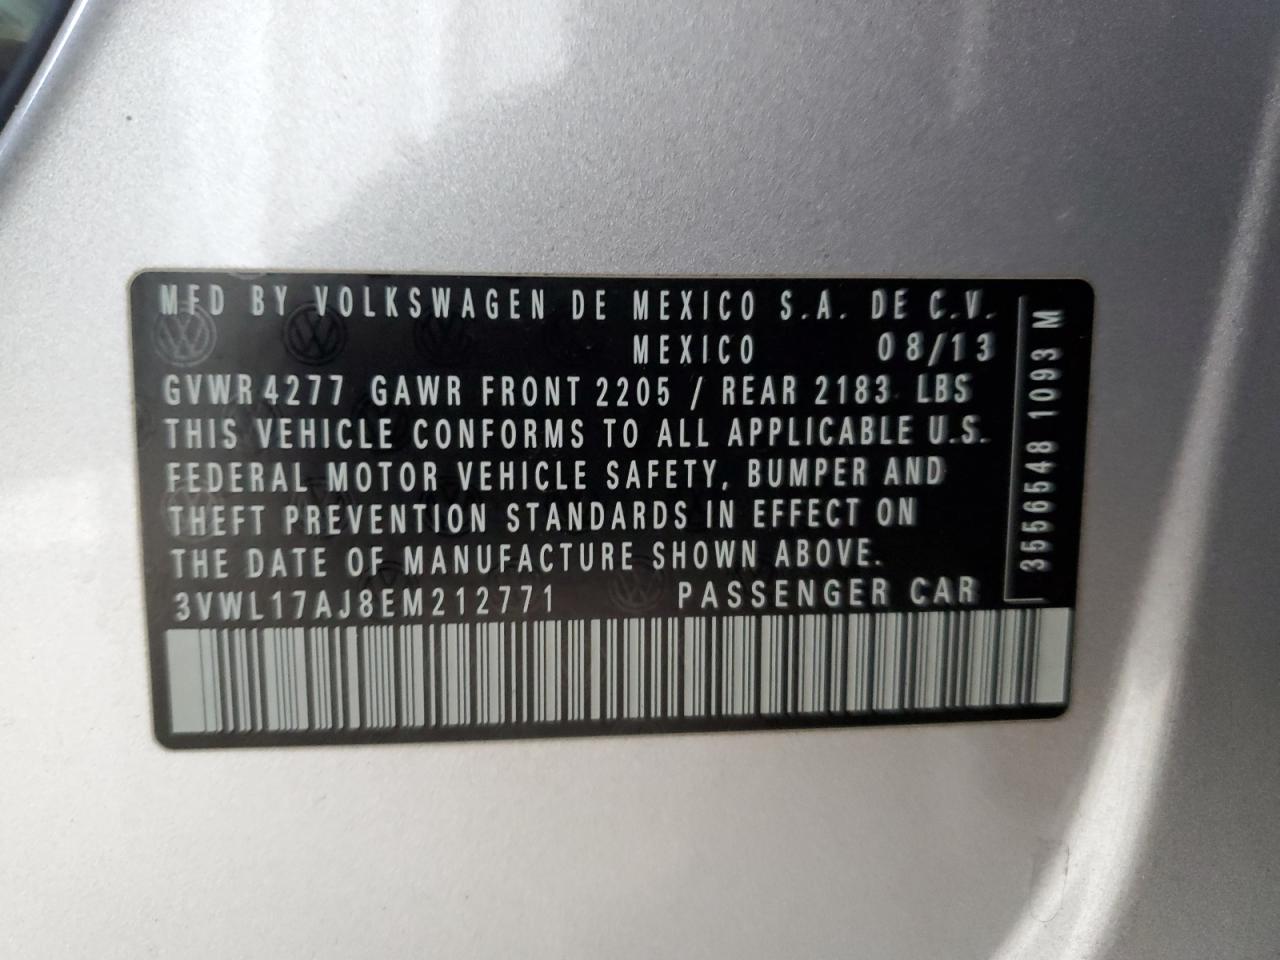 MFD BY VOLKSWAGEN DE MEXICO S.A. DE C.V.
MEXICO 08/13
GVWR 4277 GAWR FRONT 2205 / REAR 2183 LBS
THIS VEHICLE CONFORMS TO ALL APPLICABLE U.S.
FEDERAL MOTOR VEHICLE SAFETY, BUMPER AND
THEFT PREVENTION STANDARDS IN EFFECT ON
THE DATE OF MANUFACTURE SHOWN ABOVE.
3VWL17AJ8EM212771 PASSENGER CAR
3556548 1093 M